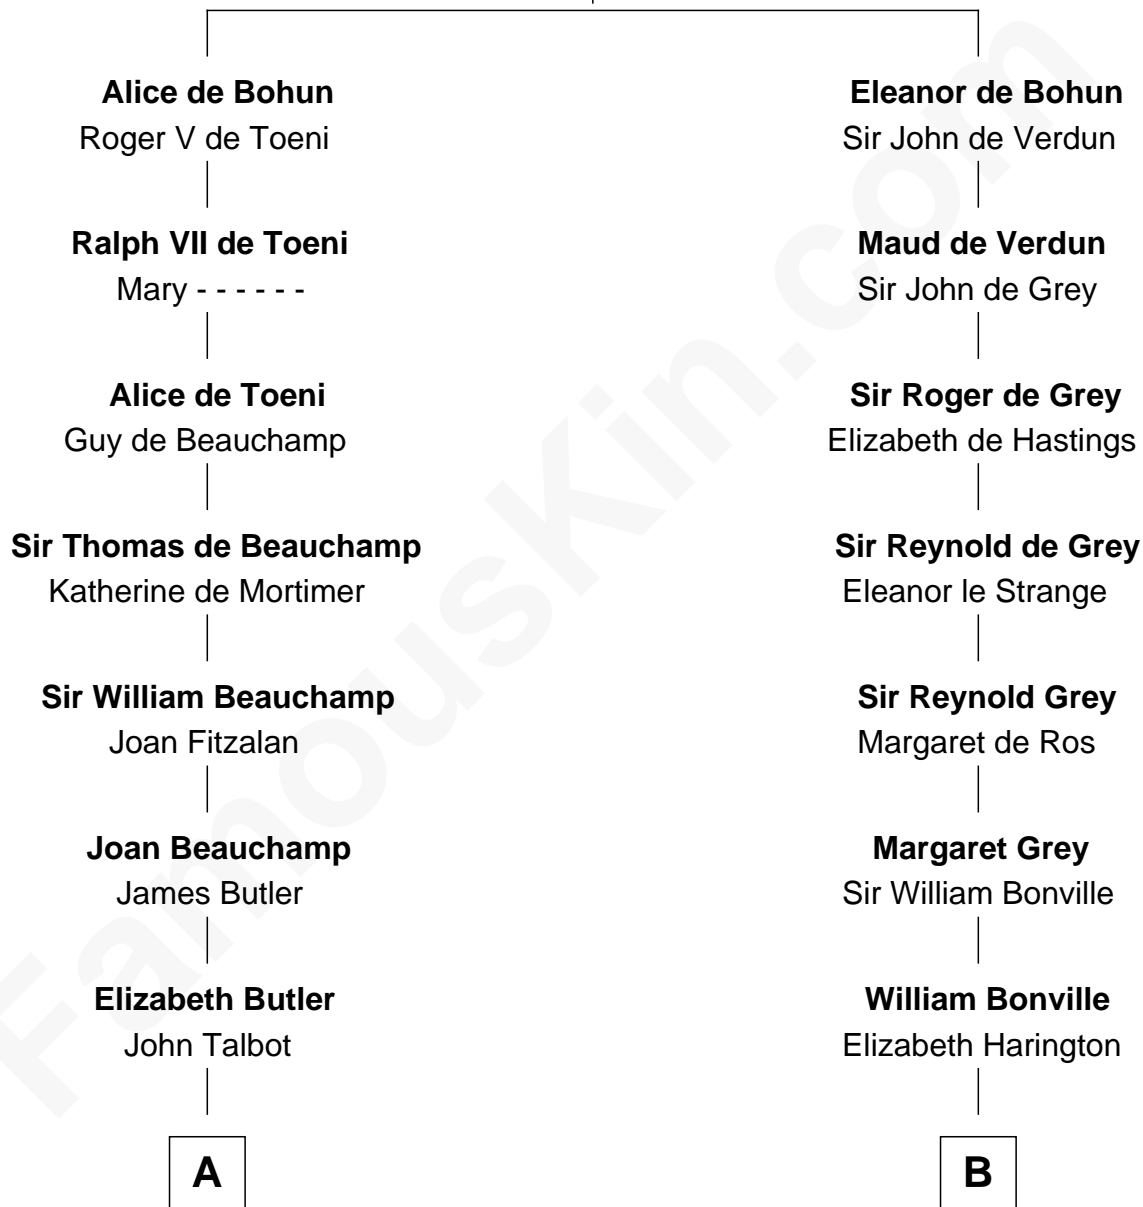 Alice de Bohun
Roger V de Toeni
Ralph VII de Toeni
Mary - - - - - -
Alice de Toeni
Guy de Beauchamp
Sir Thomas de Beauchamp
Katherine de Mortimer
Sir William Beauchamp
Joan Fitzalan
Joan Beauchamp
James Butler
Elizabeth Butler
John Talbot
A
Eleanor de Bohun
Sir John de Verdun
Maud de Verdun
Sir John de Grey
Sir Roger de Grey
Elizabeth de Hastings
Sir Reynold de Grey
Eleanor le Strange
Sir Reynold Grey
Margaret de Ros
Margaret Grey
Sir William Bonville
William Bonville
Elizabeth Harington
B
FamousKin.com